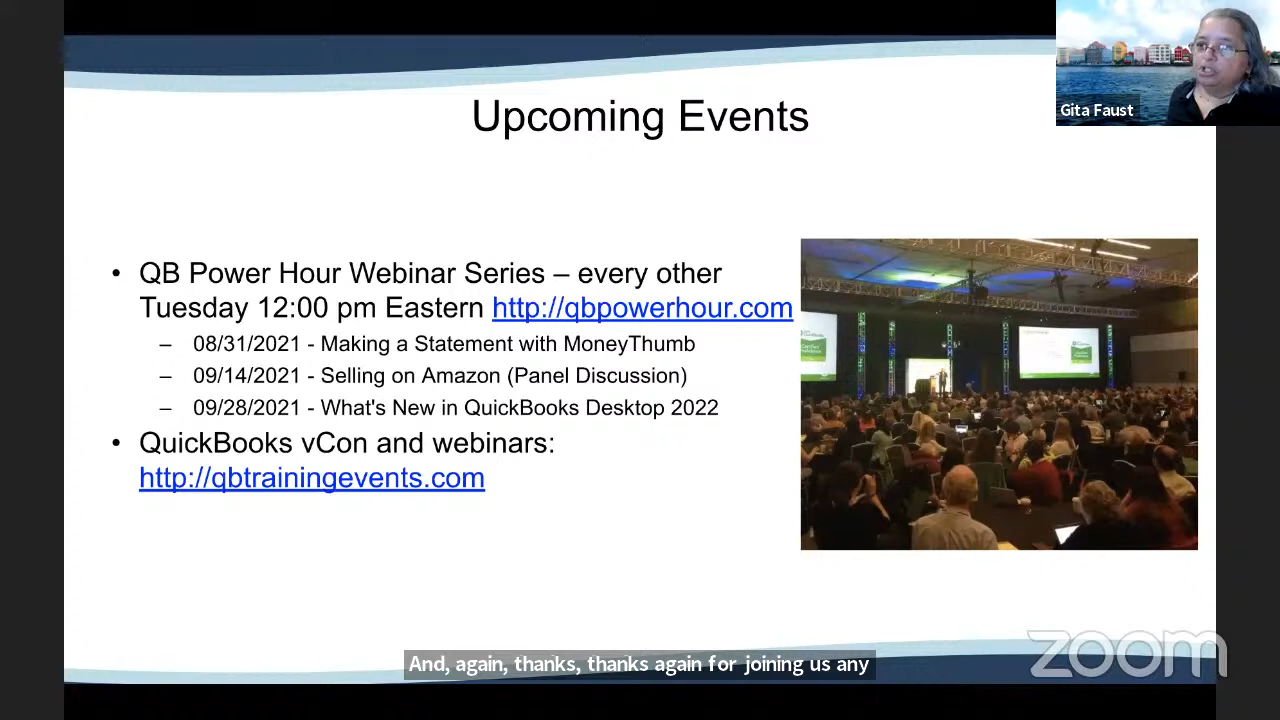 Upcoming Events
Gita Faust
• QB Power Hour Webinar Series – every other
Tuesday 12:00 pm Eastern http://qbpowerhour.com
– 08/31/2021 - Making a Statement with MoneyThumb
– 09/14/2021 - Selling on Amazon (Panel Discussion)
– 09/28/2021 - What's New in QuickBooks Desktop 2022
• QuickBooks vCon and webinars:
http://qbtrainingevents.com
And, again, thanks, thanks again for joining us any
zoom